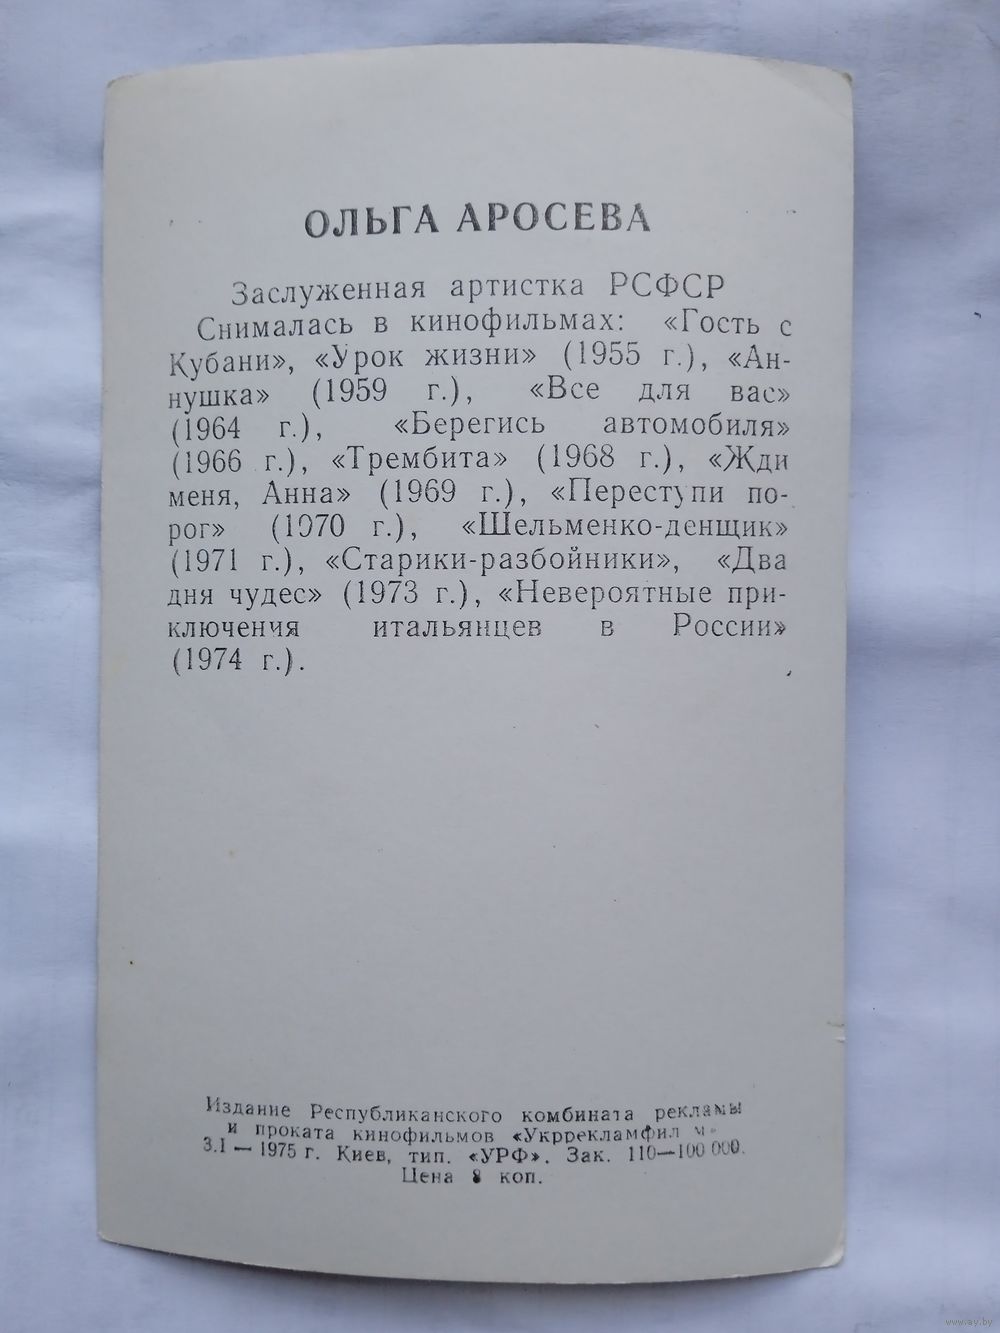 ОЛЬГА АРОСЕВА
Заслуженная артистка РСФСР
Снималась в кинофильмах: «Гость с
Кубани», «Урок жизни» (1955 г.), «Ан-
нушка» (1959 г.), «Все для вас»
(1964 г.), «Берегись автомобиля»
(1966 г.), «Трембита» (1968 г.), «Жди
меня, Анна» (1969 г.), «Переступи по-
рог» (1970 г.), «Шельменко-денщик»
(1971 г.), «Старики-разбойники», «Два
дня чудес» (1973 г.), «Невероятные при-
ключения итальянцев в России»
(1974 г.).
Издание Республиканского комбината рекламы
и проката кинофильмов «Укррекламфильм»
3.I — 1975 г. Киев, тип. «УРФ». Зак. 110—100 000.
Цена 8 коп.
www.ay.by